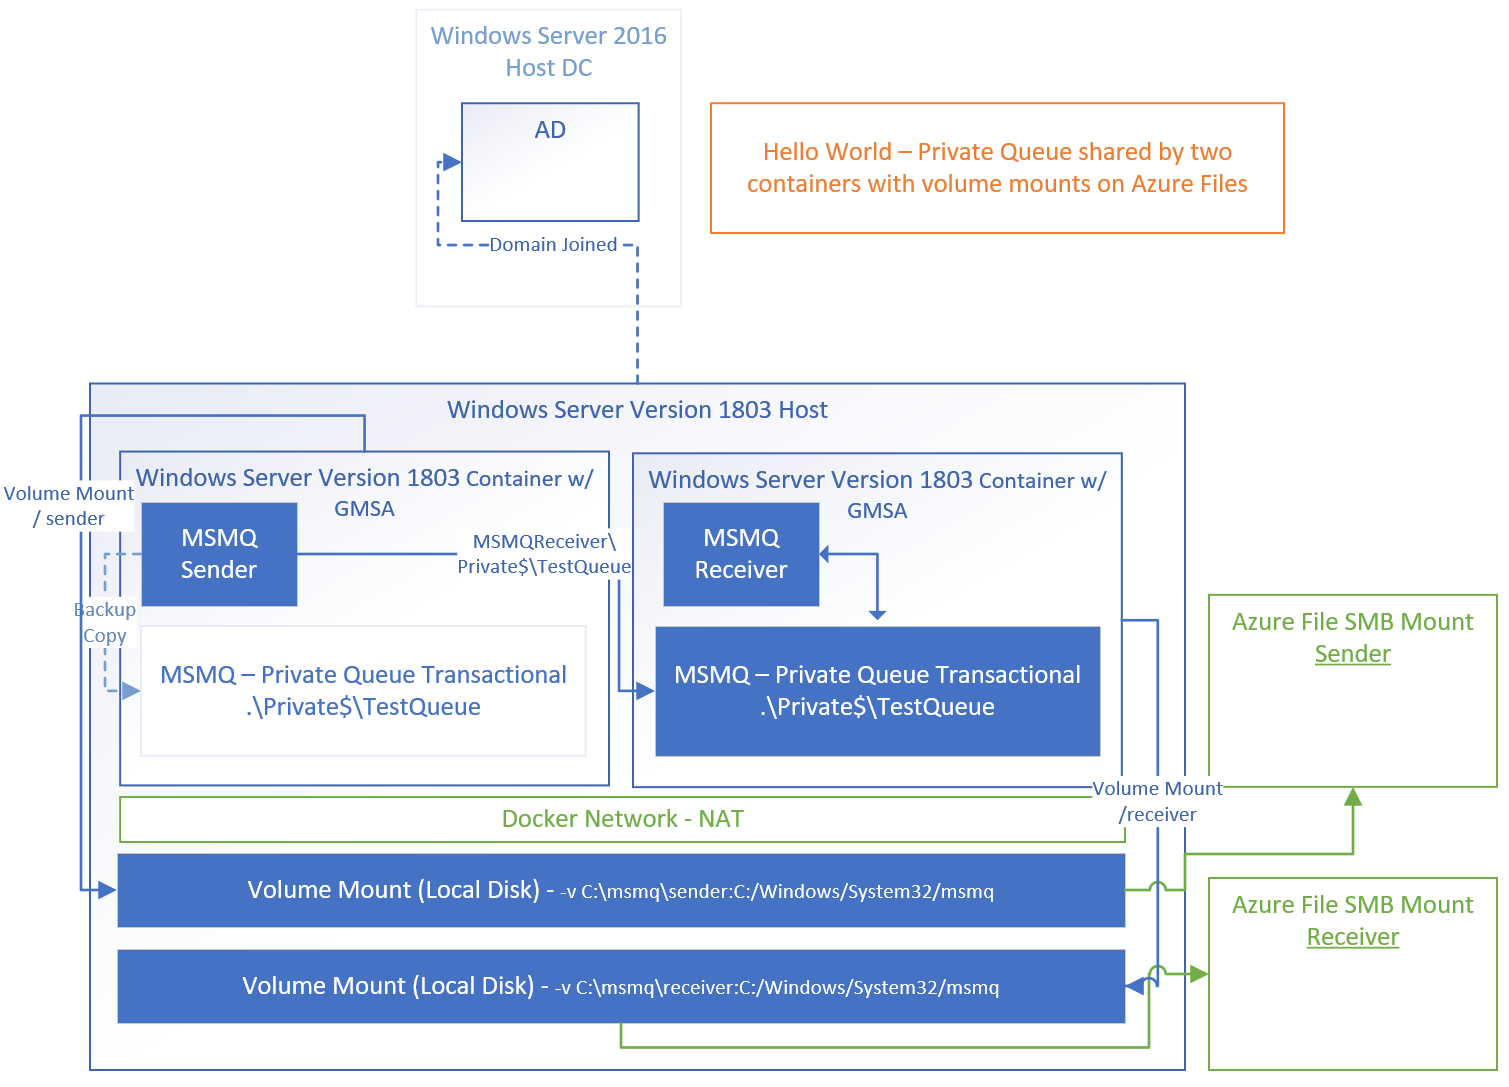 Windows Server 2016
Host DC
AD
Domain Joined
Hello World – Private Queue shared by two
containers with volume mounts on Azure Files
Windows Server Version 1803 Host
Volume Mount
/ sender
Windows Server Version 1803 Container w/
GMSA
MSMQ
Sender
MSMQReceiver\
Private$\TestQueue
Backup
Copy
MSMQ – Private Queue Transactional
.\Private$\TestQueue
Windows Server Version 1803 Container w/
GMSA
MSMQ
Receiver
MSMQ – Private Queue Transactional
.\Private$\TestQueue
Volume Mount
/receiver
Docker Network - NAT
Volume Mount (Local Disk) - -v C:\msmq\sender:C:/Windows/System32/msmq
Volume Mount (Local Disk) - -v C:\msmq\receiver:C:/Windows/System32/msmq
Azure File SMB Mount
Sender
Azure File SMB Mount
Receiver